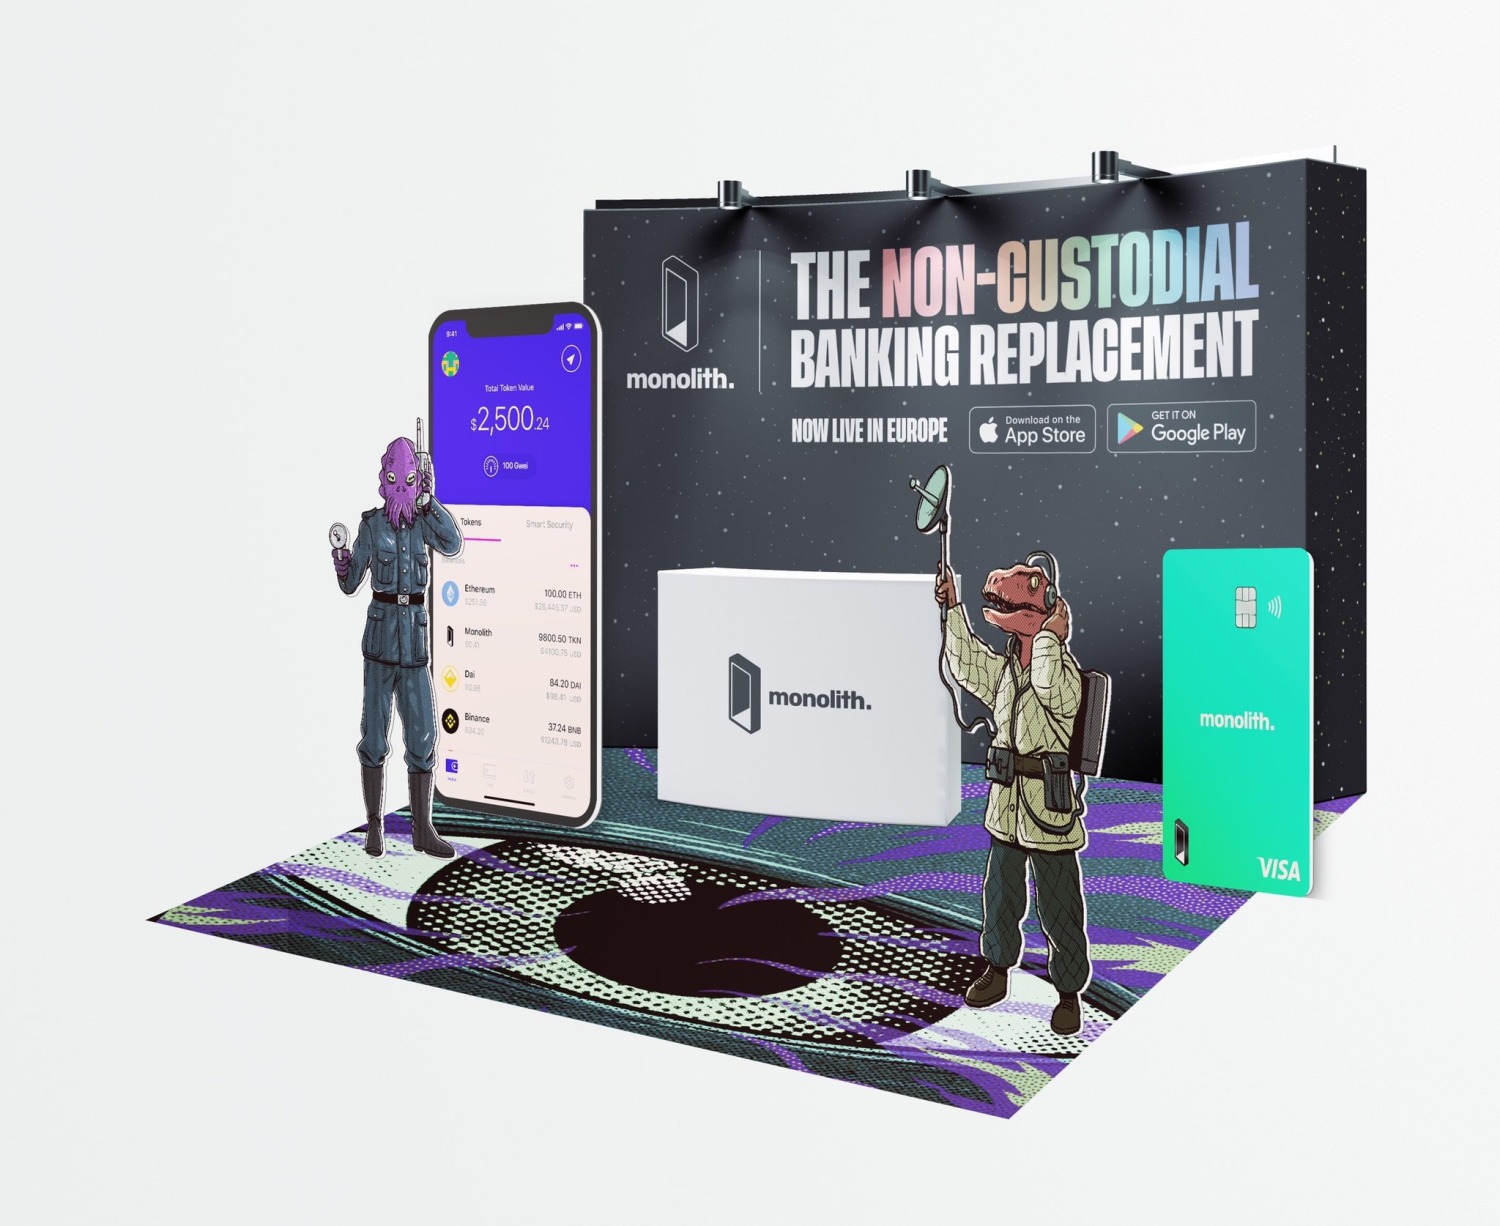 THE NON-CUSTODIAL
BANKING REPLACEMENT
monolith.
NOW LIVE IN EUROPE
Download on the
App Store
GET IT ON
Google Play
9:41
Total Token Value
$2,500.24
100 Gwei
Tokens
Smart Security
Ethereum
100.00 ETH
$251.66
$26,445.37 USD
Monolith
9800.50 TKN
$0.41
$4100.75 USD
Dai
84.20 DAI
$0.98
$98.41 USD
Binance
37.24 BNB
$34.20
$1243.78 USD
monolith.
monolith.
VISA